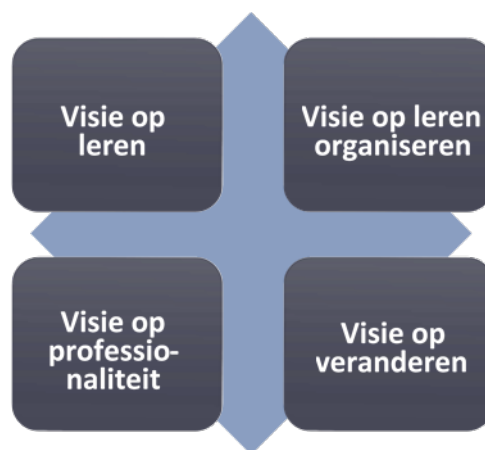 Visie op
leren
Visie op leren
organiseren
Visie op
professio-
naliteit
Visie op
veranderen